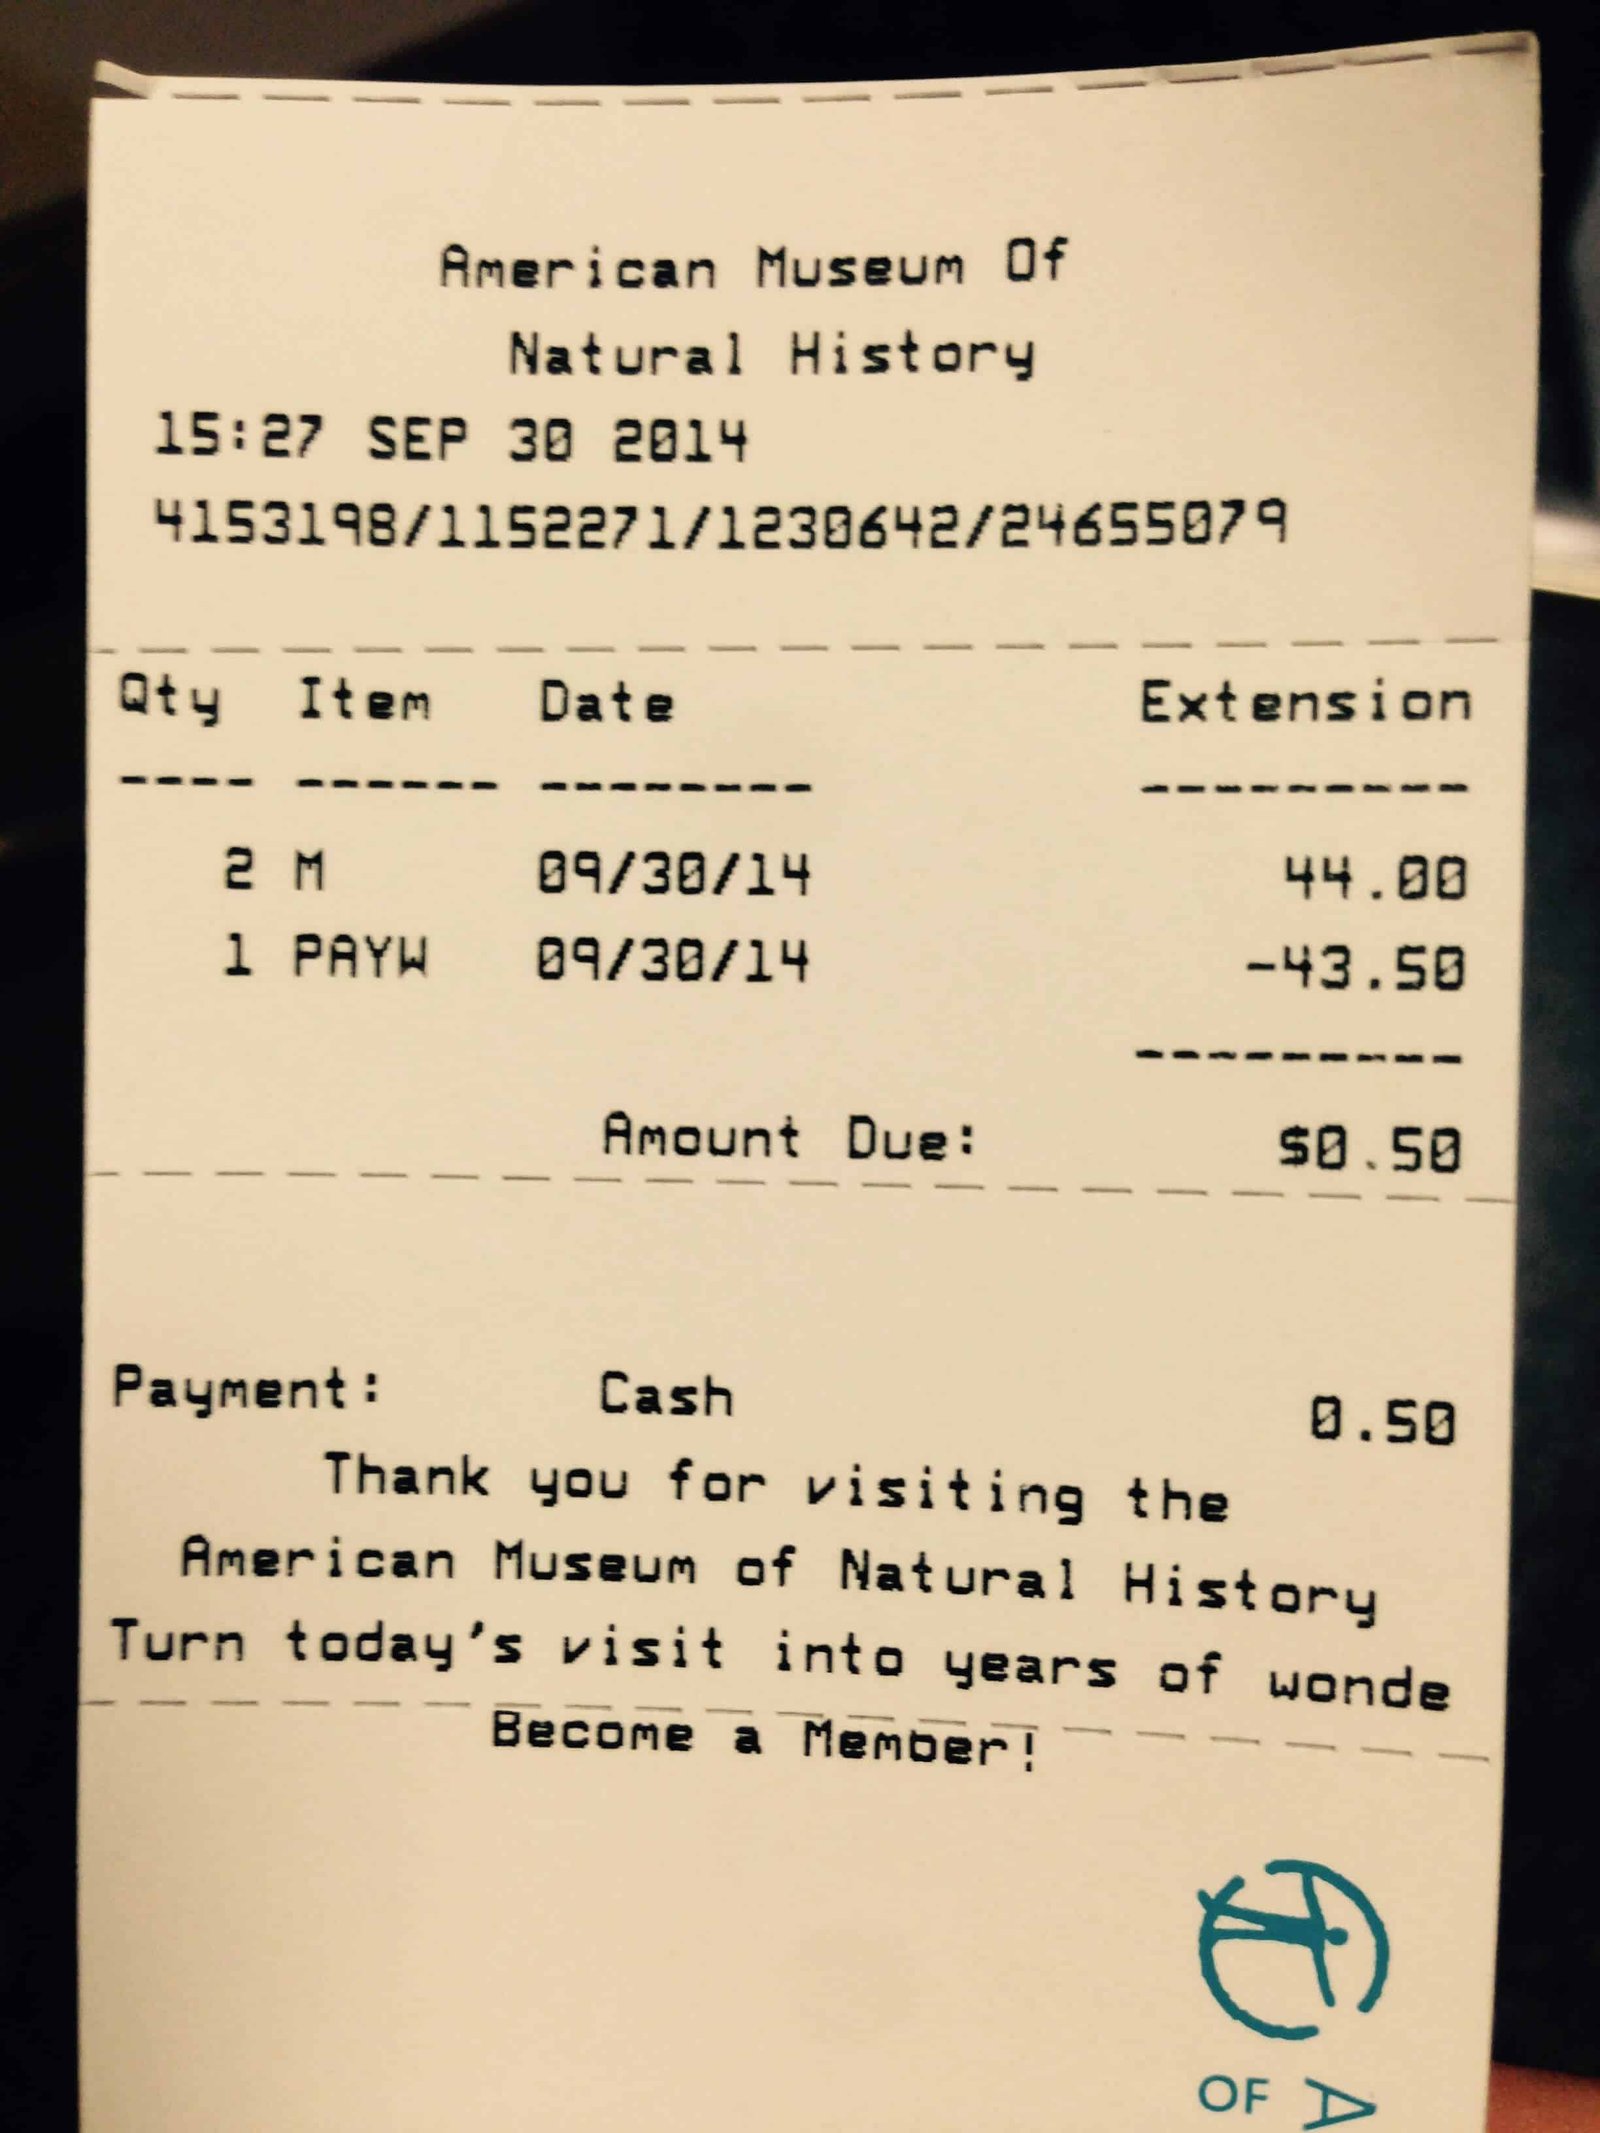 American Museum Of
Natural History
15:27 SEP 30 2014
4153198/1152271/1230642/24655079
Qty Item Date Extension
---- ------ -------- ---------
2 M 09/30/14 44.00
1 PAYW 09/30/14 -43.50
---------
Amount Due: $0.50
Payment: Cash 0.50
Thank you for visiting the
American Museum of Natural History
Turn today's visit into years of wonde
Become a Member!
OF A